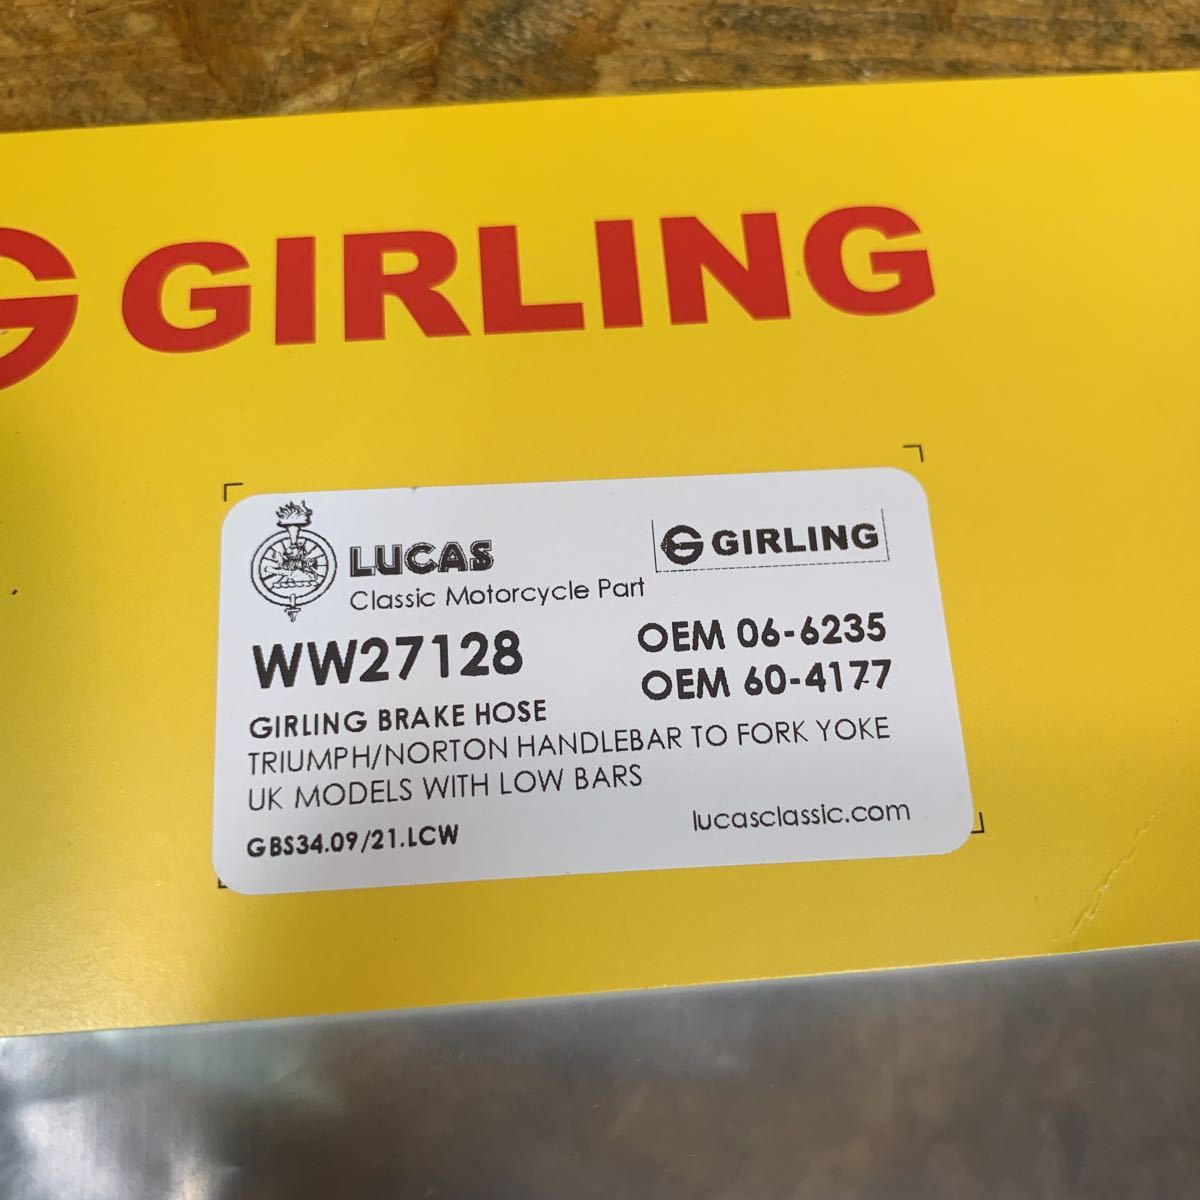 GIRLING
LUCAS
Classic Motorcycle Part
GIRLING
WW27128
OEM 06-6235
OEM 60-4177
GIRLING BRAKE HOSE
TRIUMPH/NORTON HANDLEBAR TO FORK YOKE
UK MODELS WITH LOW BARS
GBS34.09/21.LCW
lucasclassic.com